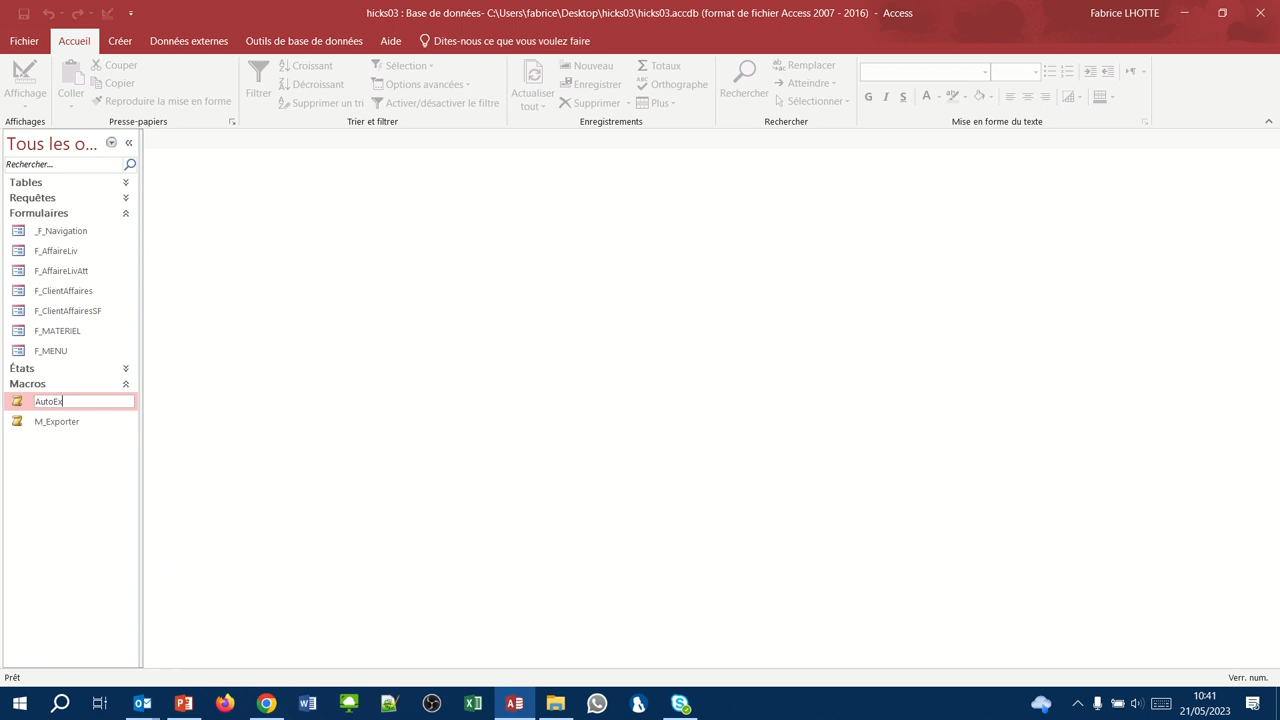 hicks03 : Base de données- C:\Users\fabrice\Desktop\hicks03\hicks03.accdb (format de fichier Access 2007 - 2016) - Access
Fabrice LHOTTE
Fichier
Accueil
Créer
Données externes
Outils de base de données
Aide
Dites-nous ce que vous voulez faire
Affichage
Affichages
Coller
Couper
Copier
Reproduire la mise en forme
Presse-papiers
Filtrer
Croissant
Décroissant
Supprimer un tri
Sélection
Options avancées
Activer/désactiver le filtre
Trier et filtrer
Actualiser
tout
Nouveau
Enregistrer
Supprimer
Totaux
Orthographe
Plus
Enregistrements
Rechercher
Remplacer
Atteindre
Sélectionner
Rechercher
G I S A
Mise en forme du texte
Tous les o...
Rechercher...
Tables
Requêtes
Formulaires
_F_Navigation
F_AffaireLiv
F_AffaireLivAtt
F_ClientAffaires
F_ClientAffairesSF
F_MATERIEL
F_MENU
États
Macros
AutoEx
M_Exporter
Prêt
Verr. num.
10:41
21/05/2023